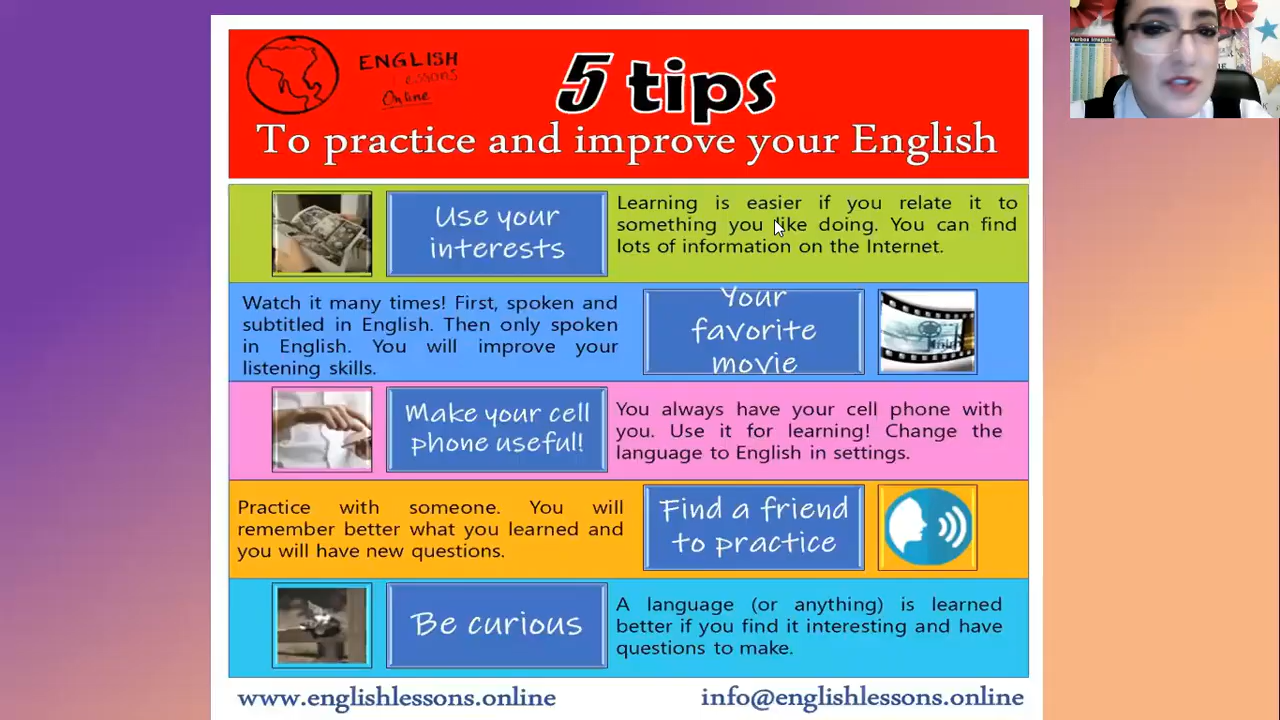 ENGLISH
Lessons
Online
5 tips
To practice and improve your English
Use your
interests
Learning is easier if you relate it to
something you like doing. You can find
lots of information on the Internet.
Watch it many times! First, spoken and
subtitled in English. Then only spoken
in English. You will improve your
listening skills.
Your
favorite
movie
Make your cell
phone useful!
You always have your cell phone with
you. Use it for learning! Change the
language to English in settings.
Practice with someone. You will
remember better what you learned and
you will have new questions.
Find a friend
to practice
Be curious
A language (or anything) is learned
better if you find it interesting and have
questions to make.
www.englishlessons.online
info@englishlessons.online